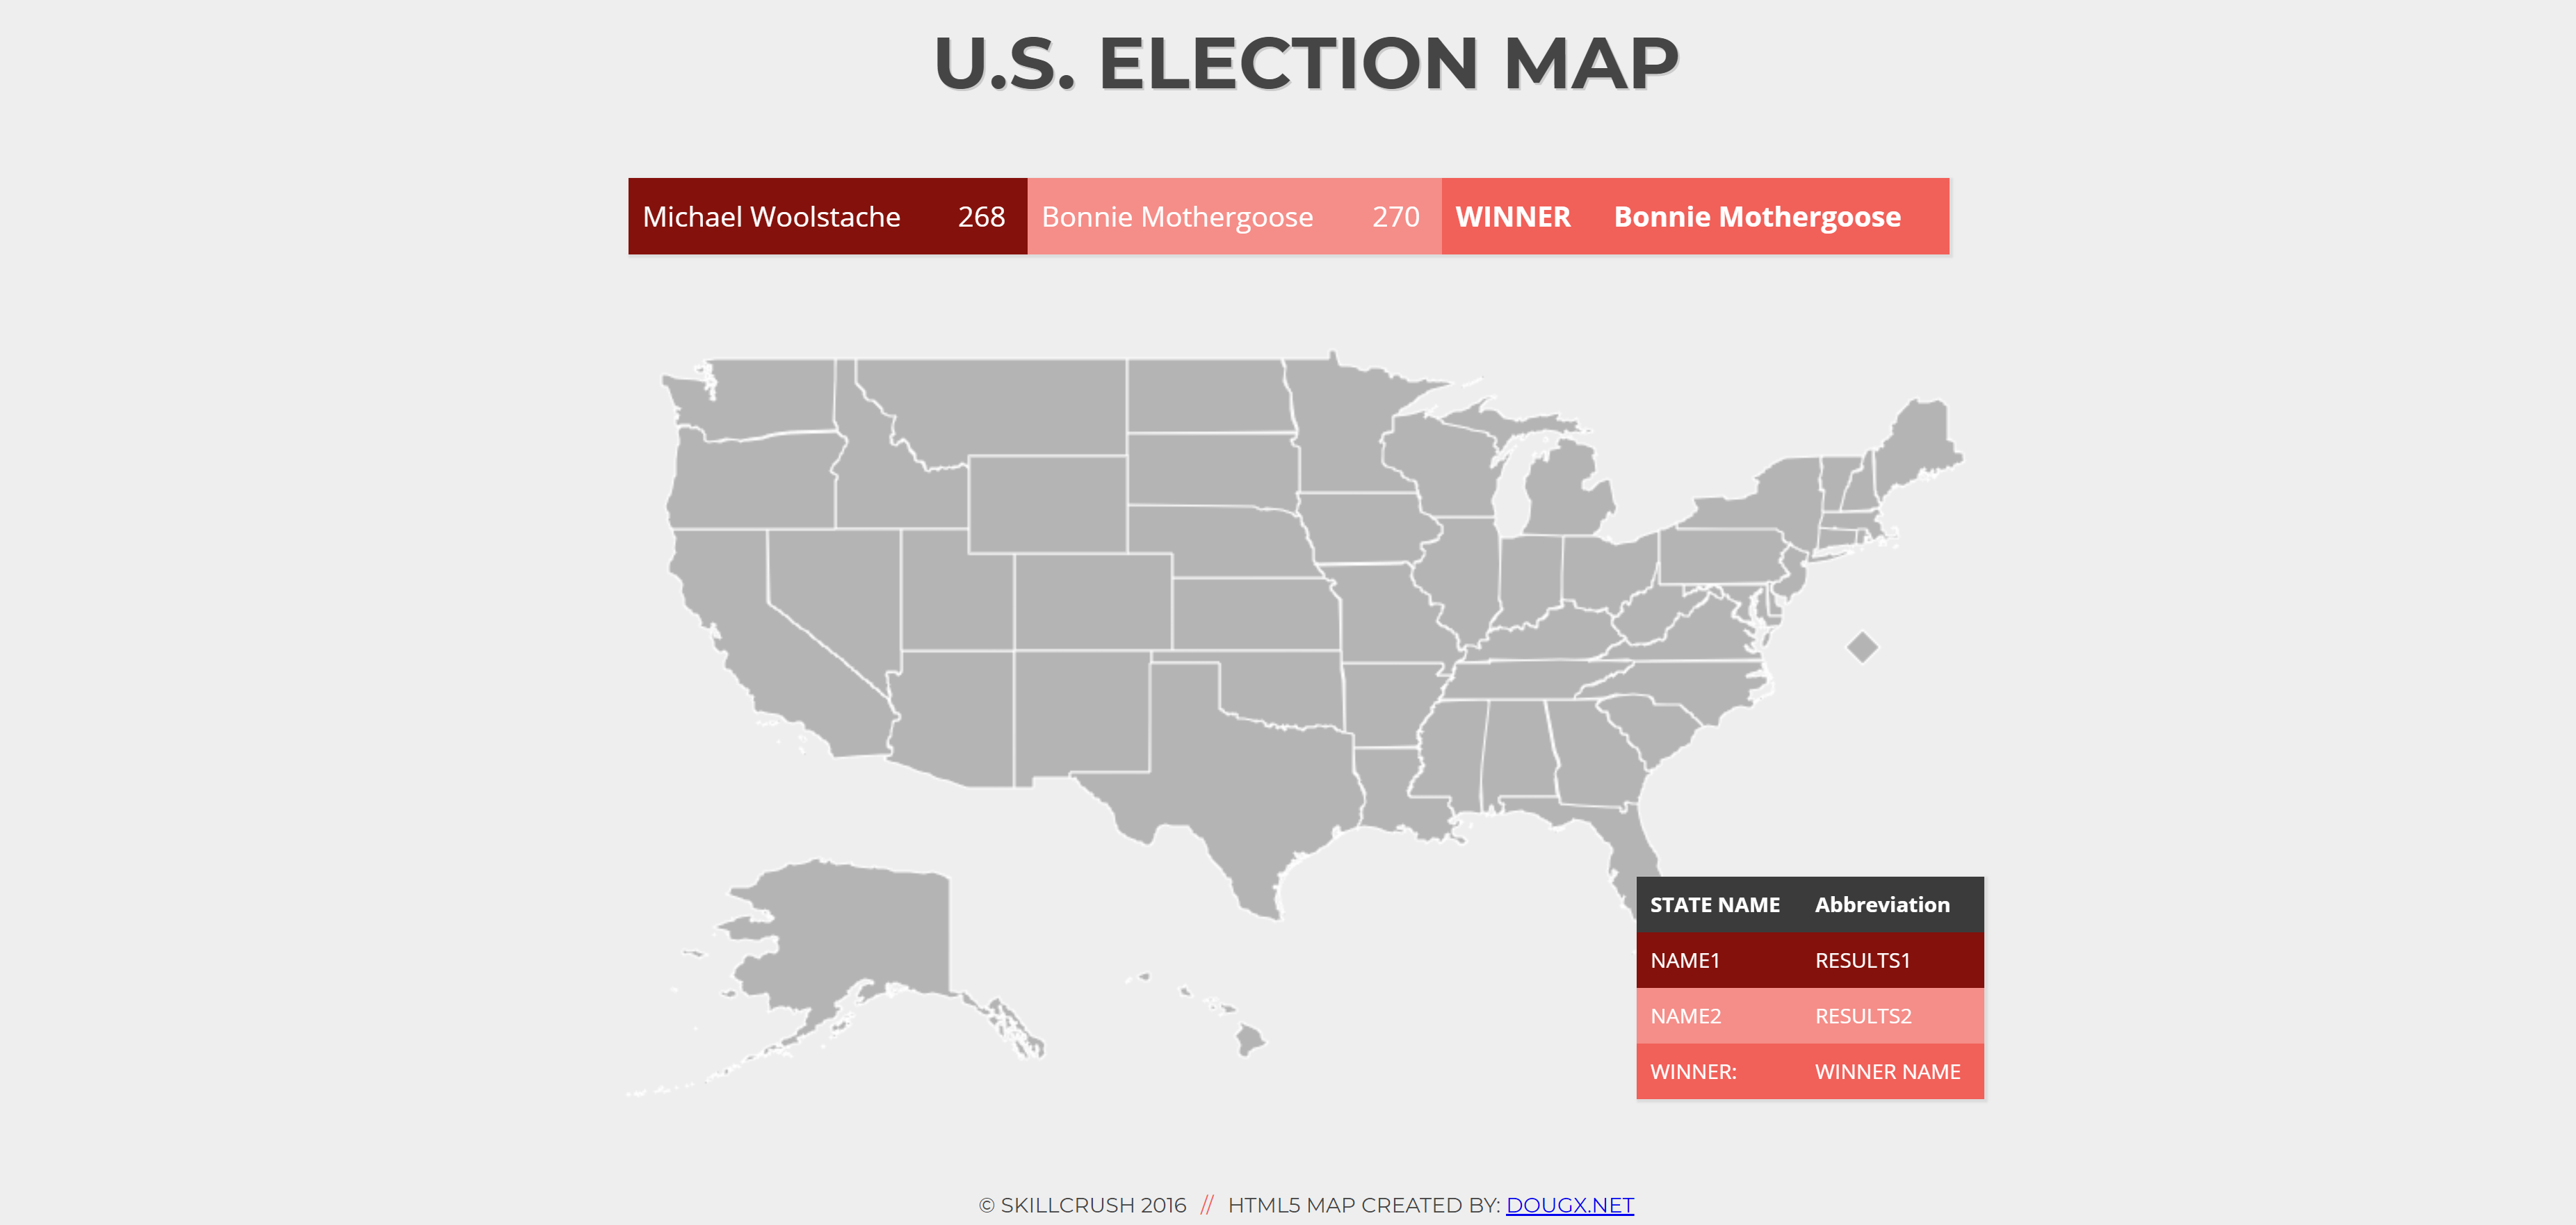 U.S. ELECTION MAP
Michael Woolstache 268 Bonnie Mothergoose 270 WINNER Bonnie Mothergoose
STATE NAME Abbreviation
NAME1 RESULTS1
NAME2 RESULTS2
WINNER: WINNER NAME
© SKILLCRUSH 2016 // HTML5 MAP CREATED BY: DOUGX.NET